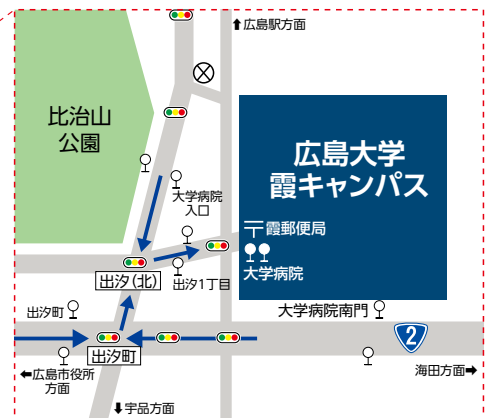 ⬆広島駅方面
比治山
公園
広島大学
霞キャンパス
大学病院
入口
〒霞郵便局
大学病院
出汐(北)
出汐1丁目
出汐町
大学病院南門
2
出汐町
⬅広島市役所
方面
海田方面➡
⬇宇品方面